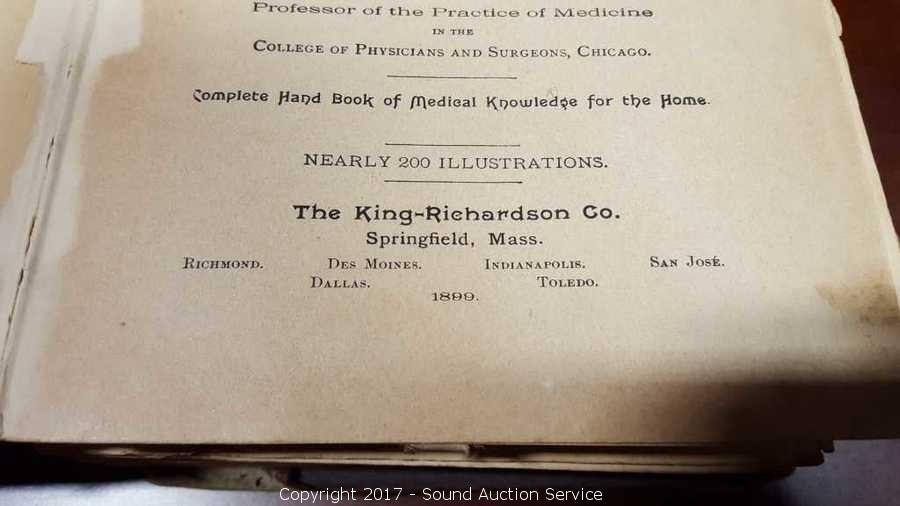 Professor of the Practice of Medicine
IN THE
College of Physicians and Surgeons, Chicago.
Complete Hand Book of Medical Knowledge for the Home.
NEARLY 200 ILLUSTRATIONS.
The King-Richardson Co.
Springfield, Mass.
Richmond. Des Moines. Indianapolis. San José.
Dallas. Toledo.
1899.
Copyright 2017 - Sound Auction Service